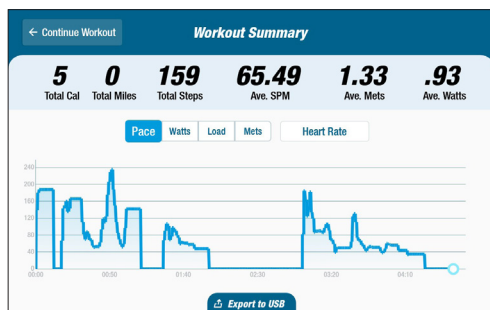 ← Continue Workout
Workout Summary
5 0 159 65.49 1.33 .93
Total Cal Total Miles Total Steps Ave. SPM Ave. Mets Ave. Watts
Pace Watts Load Mets Heart Rate
240
200
160
120
80
40
0
00:00 00:50 01:40 02:30 03:20 04:10
Export to USB